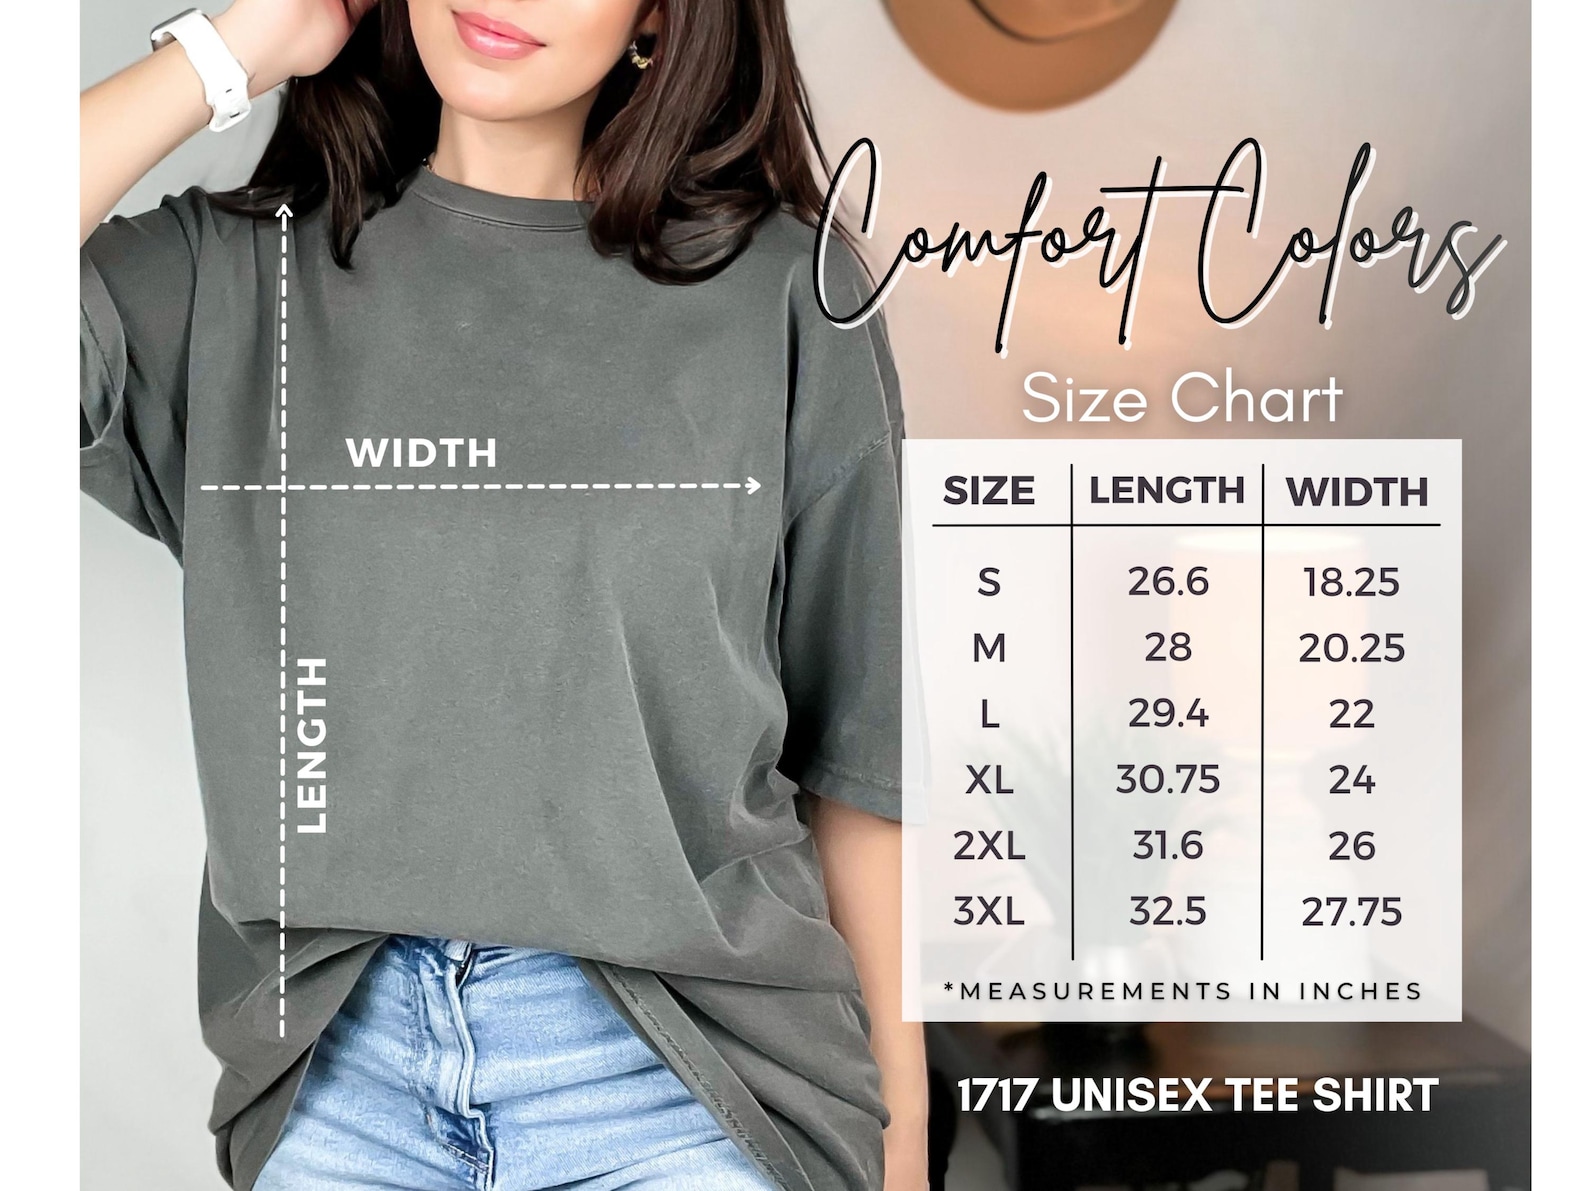 Comfort Colors
Size Chart
WIDTH
LENGTH
SIZE LENGTH WIDTH
S 26.6 18.25
M 28 20.25
L 29.4 22
XL 30.75 24
2XL 31.6 26
3XL 32.5 27.75
*MEASUREMENTS IN INCHES
1717 UNISEX TEE SHIRT